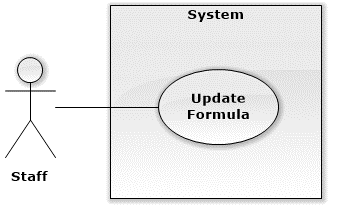 System
Update
Formula
Staff